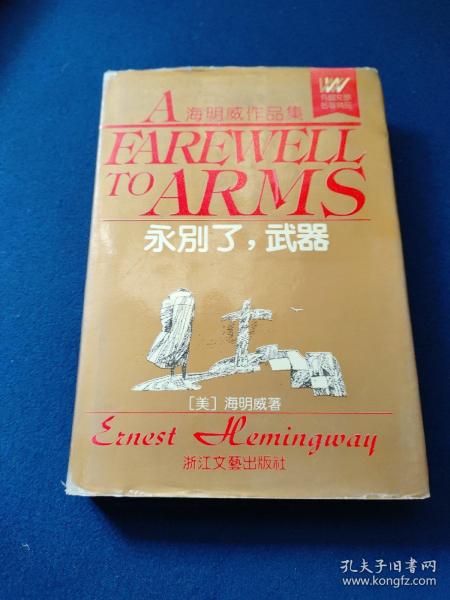 A 海明威作品集
FAREWELL
TO ARMS
永别了，武器
[美] 海明威著
Ernest Hemingway
浙江文藝出版社
孔夫子旧书网
www.kongfz.com